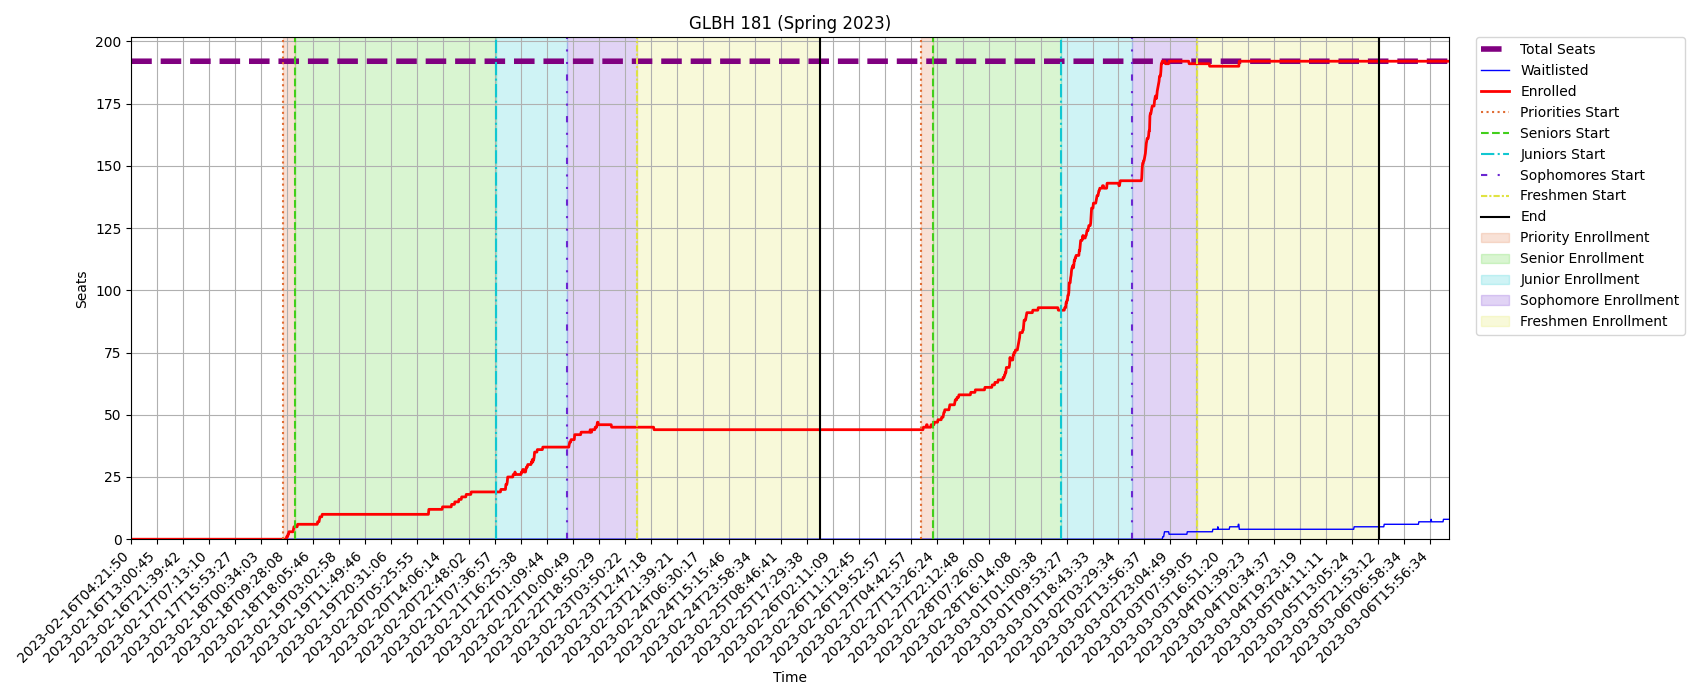 GLBH 181 (Spring 2023)
200
175
150
125
100
75
50
25
0
Seats
2023-02-16T04:21:50
2023-02-16T13:00:45
2023-02-16T21:39:42
2023-02-17T07:13:10
2023-02-17T15:53:27
2023-02-18T00:34:03
2023-02-18T09:28:08
2023-02-18T18:05:46
2023-02-19T03:02:58
2023-02-19T11:49:46
2023-02-19T20:31:06
2023-02-20T05:25:55
2023-02-20T14:06:14
2023-02-20T22:48:02
2023-02-21T07:36:57
2023-02-21T16:25:38
2023-02-22T01:09:44
2023-02-22T10:00:49
2023-02-22T18:50:29
2023-02-23T03:50:22
2023-02-23T12:47:18
2023-02-23T21:39:21
2023-02-24T06:30:17
2023-02-24T15:15:46
2023-02-24T23:58:34
2023-02-25T08:46:41
2023-02-25T17:29:38
2023-02-26T02:11:09
2023-02-26T11:12:45
2023-02-26T19:52:57
2023-02-27T04:42:57
2023-02-27T13:26:24
2023-02-27T22:12:48
2023-02-28T07:26:00
2023-02-28T16:14:08
2023-03-01T01:00:38
2023-03-01T09:53:27
2023-03-01T18:43:33
2023-03-02T03:29:34
2023-03-02T13:56:37
2023-03-02T23:04:49
2023-03-03T07:59:05
2023-03-03T16:51:20
2023-03-04T01:39:23
2023-03-04T10:34:37
2023-03-04T19:23:19
2023-03-05T04:11:11
2023-03-05T13:05:24
2023-03-05T21:53:12
2023-03-06T06:58:34
2023-03-06T15:56:34
Time
Total Seats
Waitlisted
Enrolled
Priorities Start
Seniors Start
Juniors Start
Sophomores Start
Freshmen Start
End
Priority Enrollment
Senior Enrollment
Junior Enrollment
Sophomore Enrollment
Freshmen Enrollment